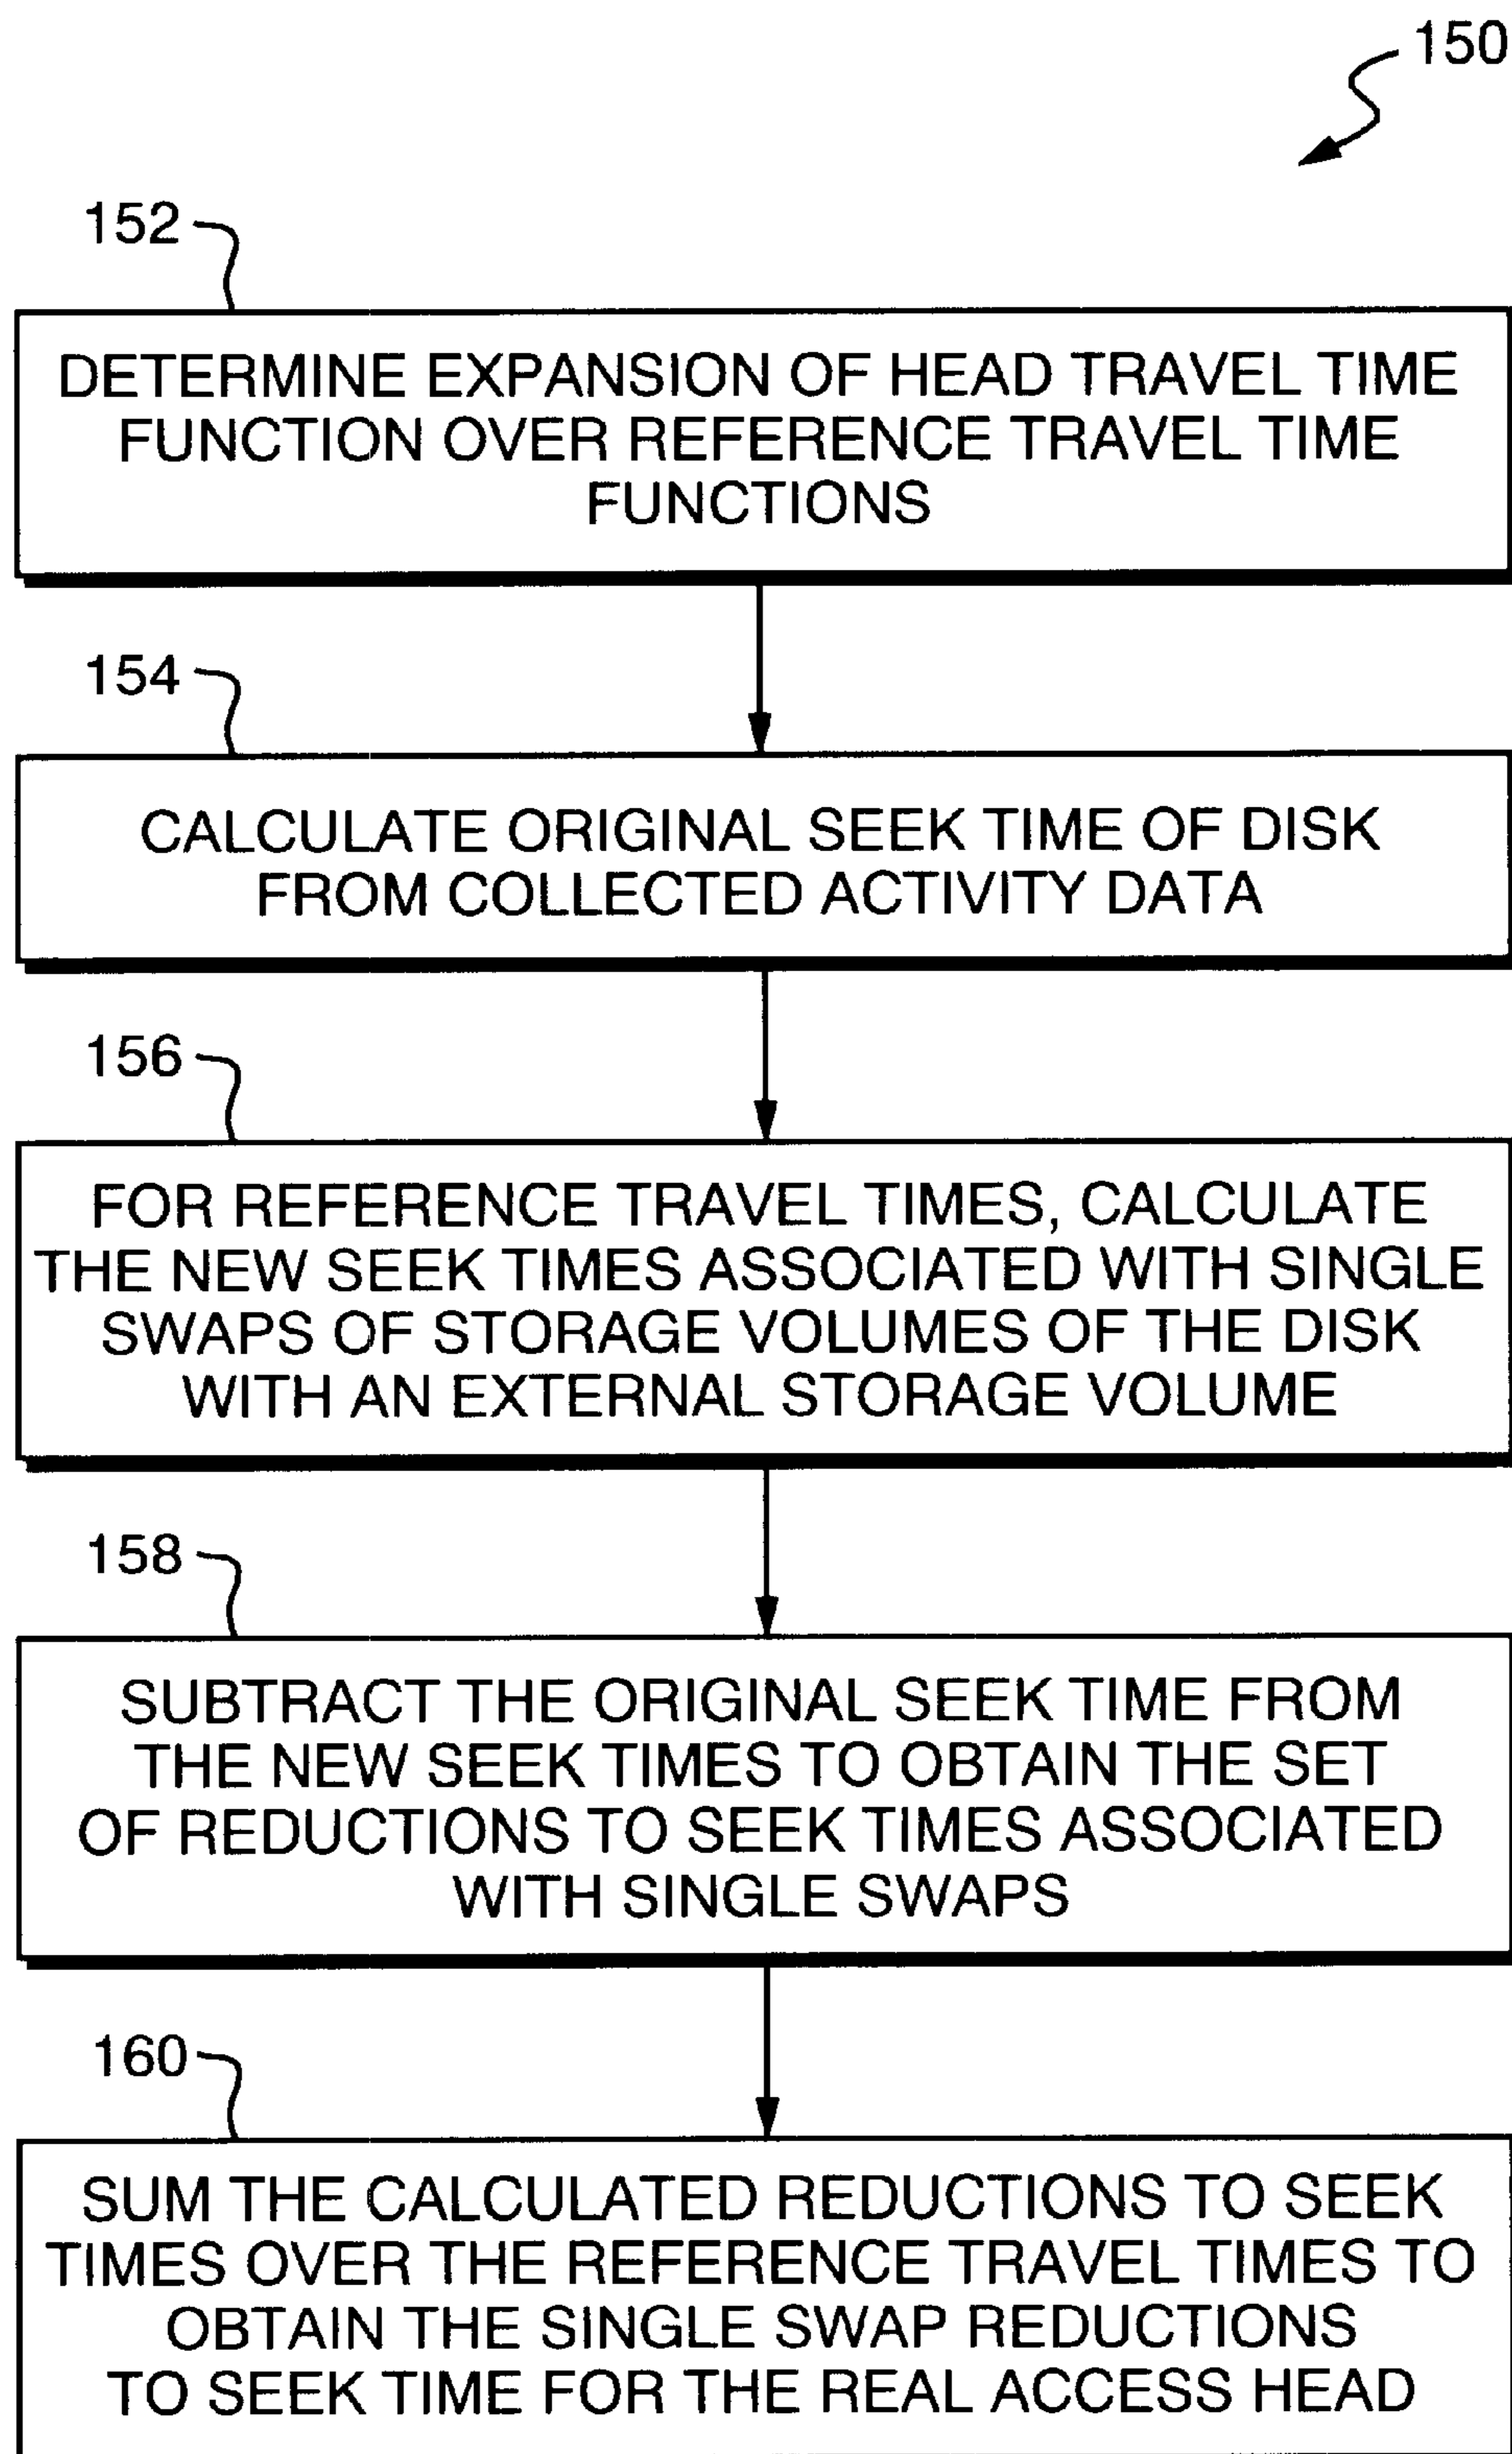 150
152
DETERMINE EXPANSION OF HEAD TRAVEL TIME
FUNCTION OVER REFERENCE TRAVEL TIME
FUNCTIONS
154
CALCULATE ORIGINAL SEEK TIME OF DISK
FROM COLLECTED ACTIVITY DATA
156
FOR REFERENCE TRAVEL TIMES, CALCULATE
THE NEW SEEK TIMES ASSOCIATED WITH SINGLE
SWAPS OF STORAGE VOLUMES OF THE DISK
WITH AN EXTERNAL STORAGE VOLUME
158
SUBTRACT THE ORIGINAL SEEK TIME FROM
THE NEW SEEK TIMES TO OBTAIN THE SET
OF REDUCTIONS TO SEEK TIMES ASSOCIATED
WITH SINGLE SWAPS
160
SUM THE CALCULATED REDUCTIONS TO SEEK
TIMES OVER THE REFERENCE TRAVEL TIMES TO
OBTAIN THE SINGLE SWAP REDUCTIONS
TO SEEK TIME FOR THE REAL ACCESS HEAD